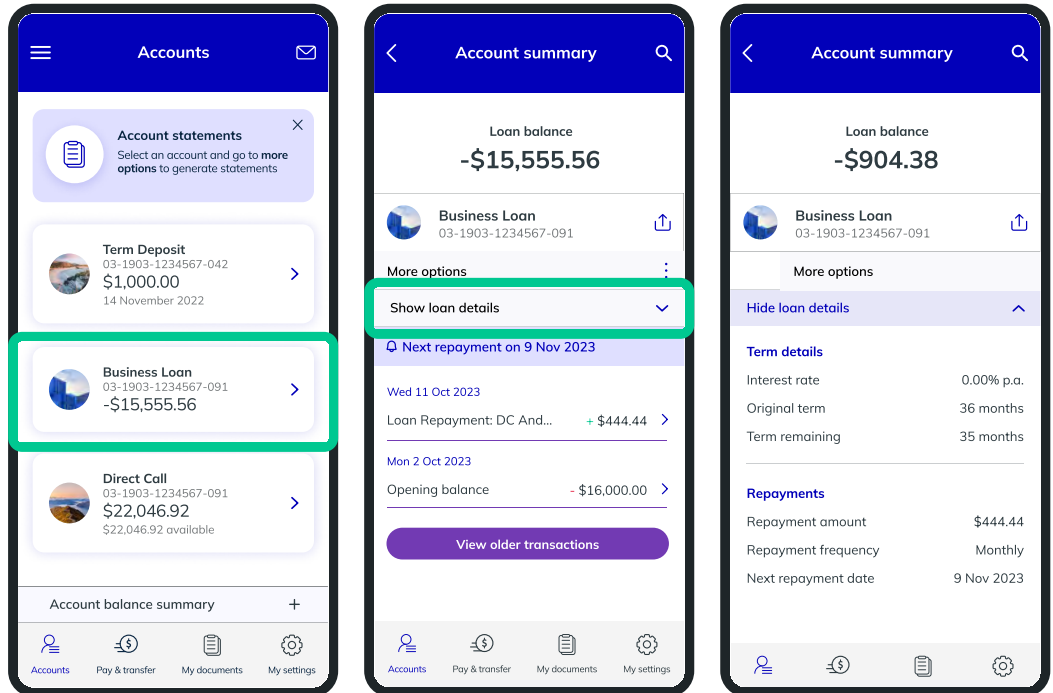 Accounts
Account statements
Select an account and go to more
options to generate statements
Term Deposit
03-1903-1234567-042
$1,000.00
14 November 2022
Business Loan
03-1903-1234567-091
-$15,555.56
Direct Call
03-1903-1234567-091
$22,046.92
$22,046.92 available
Account balance summary
Accounts
Pay & transfer
My documents
My settings
Account summary
Loan balance
-$15,555.56
Business Loan
03-1903-1234567-091
More options
Show loan details
Next repayment on 9 Nov 2023
Wed 11 Oct 2023
Loan Repayment: DC And... + $444.44
Mon 2 Oct 2023
Opening balance - $16,000.00
View older transactions
Accounts
Pay & transfer
My documents
My settings
Account summary
Loan balance
-$904.38
Business Loan
03-1903-1234567-091
More options
Hide loan details
Term details
Interest rate 0.00% p.a.
Original term 36 months
Term remaining 35 months
Repayments
Repayment amount $444.44
Repayment frequency Monthly
Next repayment date 9 Nov 2023